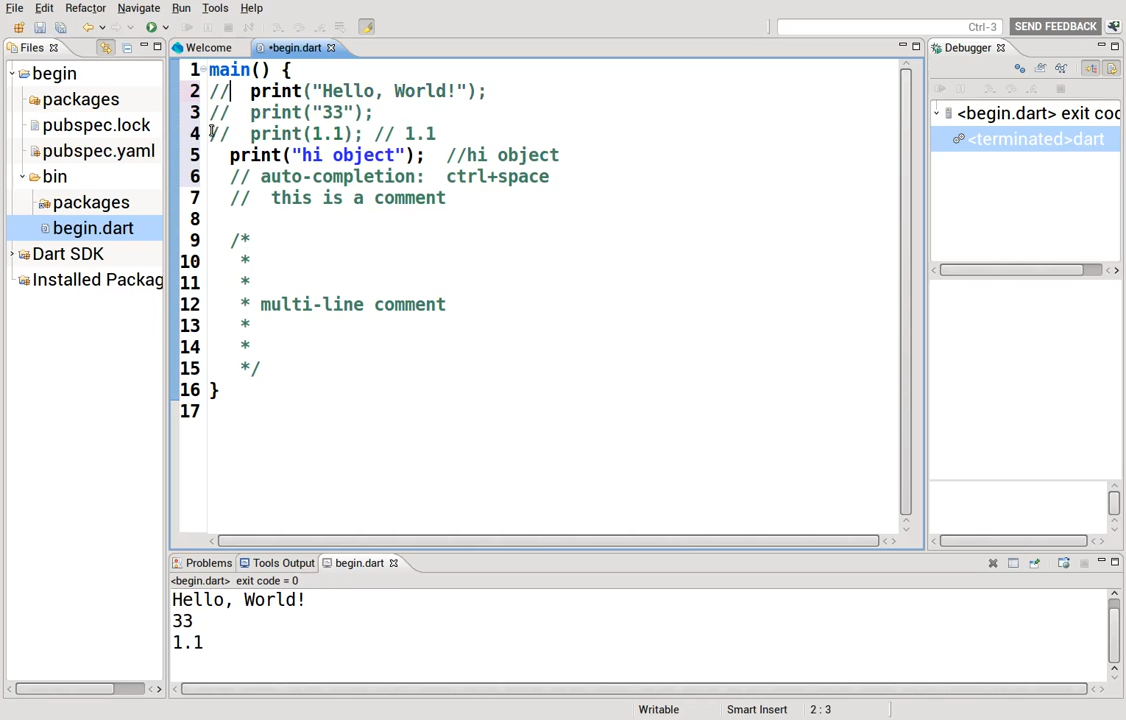 File Edit Refactor Navigate Run Tools Help
Ctrl-3 SEND FEEDBACK
Files
Welcome *begin.dart
Debugger
begin
packages
pubspec.lock
pubspec.yaml
bin
packages
begin.dart
Dart SDK
Installed Packag
1 main() {
2 //  print("Hello, World!");
3 //  print("33");
4 //  print(1.1); // 1.1
5   print("hi object");  //hi object
6   // auto-completion:  ctrl+space
7   //  this is a comment
8
9   /*
10    *
11    *
12    * multi-line comment
13    *
14    *
15    */
16 }
17
<begin.dart> exit coc
<terminated>dart
Problems Tools Output begin.dart
<begin.dart> exit code = 0
Hello, World!
33
1.1
Writable Smart Insert 2 : 3